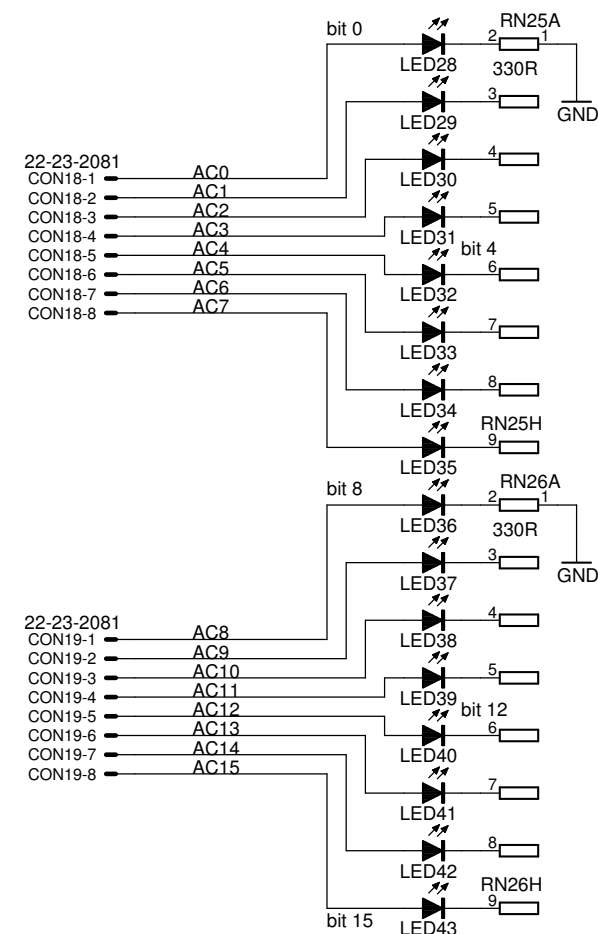 RN25A
bit 0
2 1
LED28
330R
3
GND
LED29
4
22-23-2081
LED30
CON18-1 AC0
CON18-2 AC1
5
CON18-3 AC2
CON18-4 AC3
LED31 bit 4
CON18-5 AC4
6
CON18-6 AC5
CON18-7 AC6
LED32
CON18-8 AC7
7
LED33
8
LED34
RN25H
9
LED35
RN26A
bit 8
2 1
LED36
330R
3
GND
LED37
4
22-23-2081
LED38
CON19-1 AC8
CON19-2 AC9
5
CON19-3 AC10
CON19-4 AC11
LED39 bit 12
CON19-5 AC12
6
CON19-6 AC13
CON19-7 AC14
LED40
CON19-8 AC15
7
LED41
8
LED42
RN26H
9
bit 15
LED43